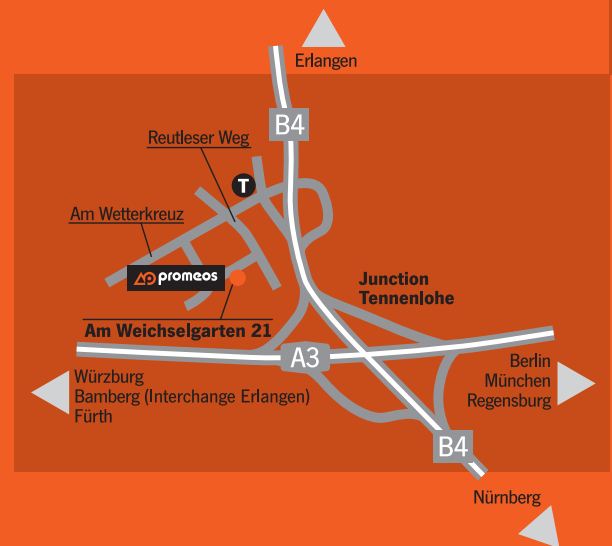 Erlangen
B4
Reutleser Weg
T
Am Wetterkreuz
promeos
Junction
Tennenlohe
Am Weichselgarten 21
A3
Würzburg
Bamberg (Interchange Erlangen)
Fürth
Berlin
München
Regensburg
B4
Nürnberg